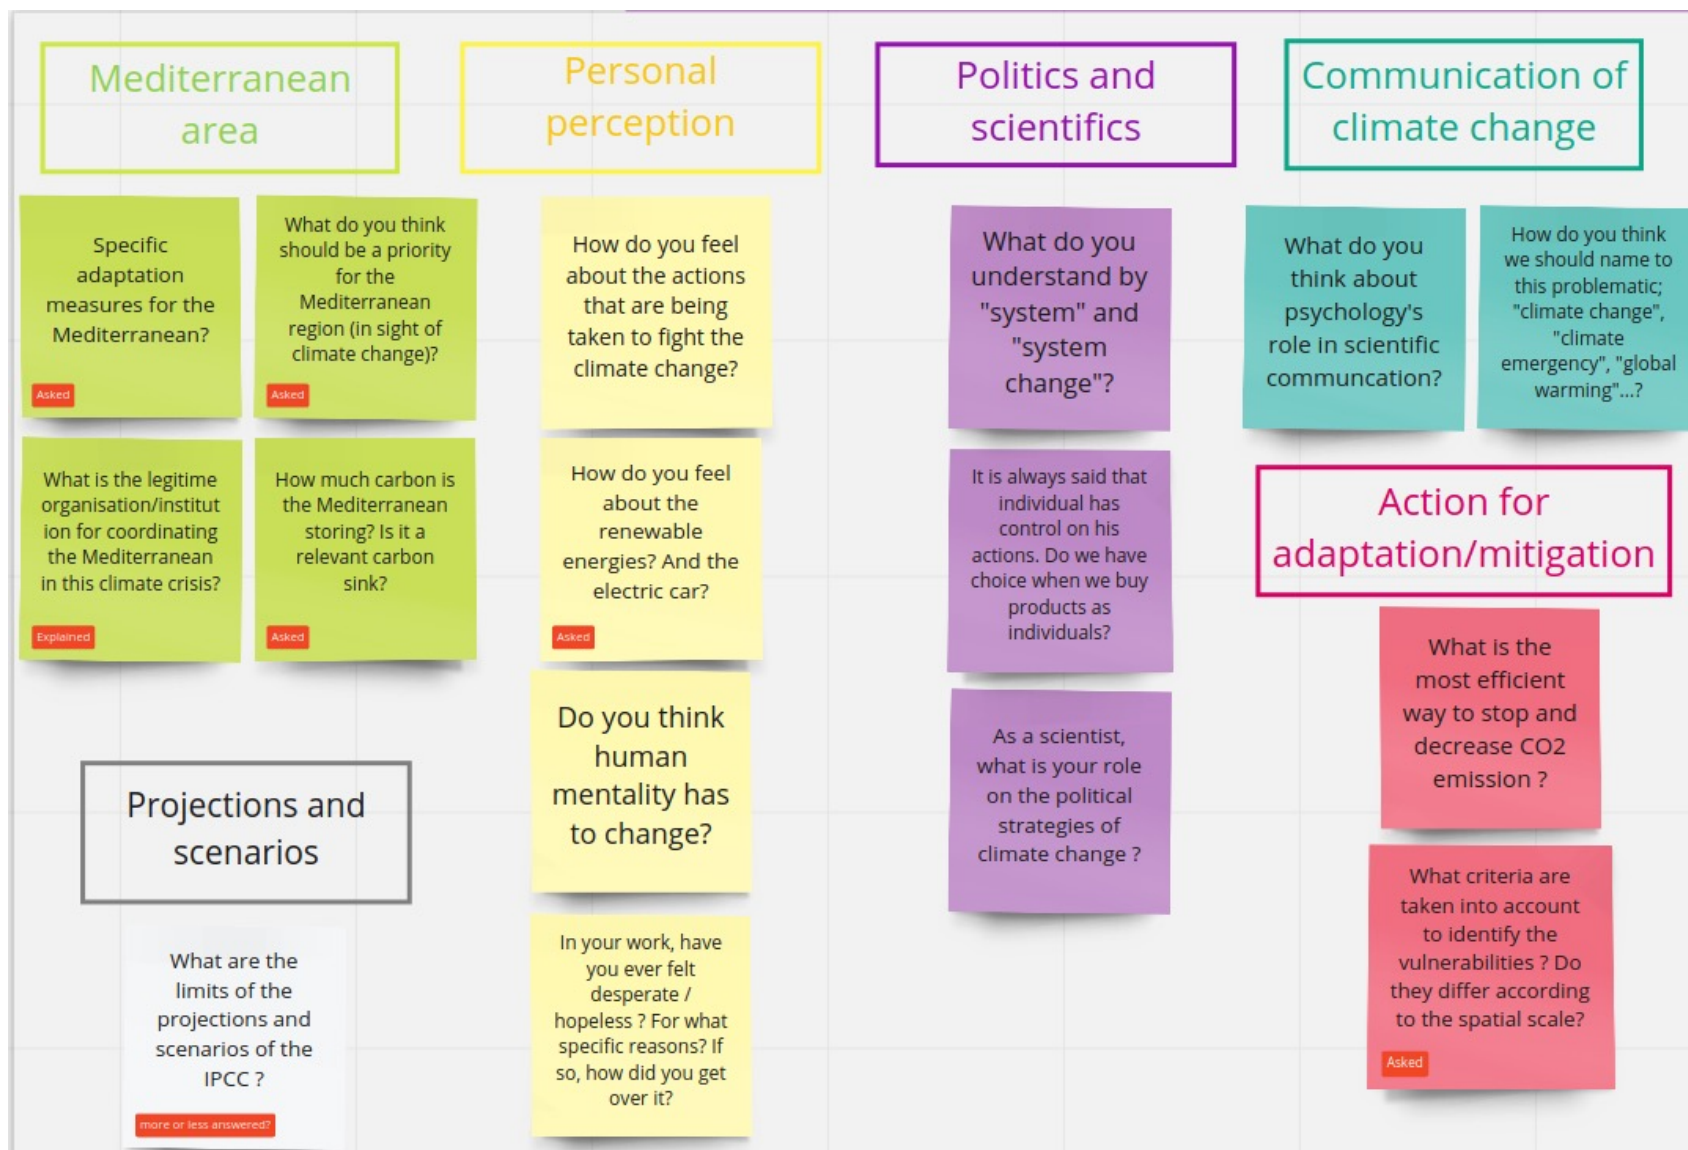 Mediterranean
area
Specific
adaptation
measures for the
Mediterranean?
Asked
What do you think
should be a priority
for the
Mediterranean
region (in sight of
climate change)?
Asked
What is the legitime
organisation/institut
ion for coordinating
the Mediterranean
in this climate crisis?
Explained
How much carbon is
the Mediterranean
storing? Is it a
relevant carbon
sink?
Asked
Projections and
scenarios
What are the
limits of the
projections and
scenarios of the
IPCC ?
more or less answered?
Personal
perception
How do you feel
about the actions
that are being
taken to fight the
climate change?
How do you feel
about the
renewable
energies? And the
electric car?
Asked
Do you think
human
mentality has
to change?
In your work, have
you ever felt
desperate /
hopeless ? For what
specific reasons? If
so, how did you get
over it?
Politics and
scientifics
What do you
understand by
"system" and
"system
change"?
It is always said that
individual has
control on his
actions. Do we have
choice when we buy
products as
individuals?
As a scientist,
what is your role
on the political
strategies of
climate change ?
Communication of
climate change
What do you
think about
psychology's
role in scientific
communcation?
How do you think
we should name to
this problematic;
"climate change",
"climate
emergency", "global
warming"...?
Action for
adaptation/mitigation
What is the
most efficient
way to stop and
decrease CO2
emission ?
What criteria are
taken into account
to identify the
vulnerabilities ? Do
they differ according
to the spatial scale?
Asked